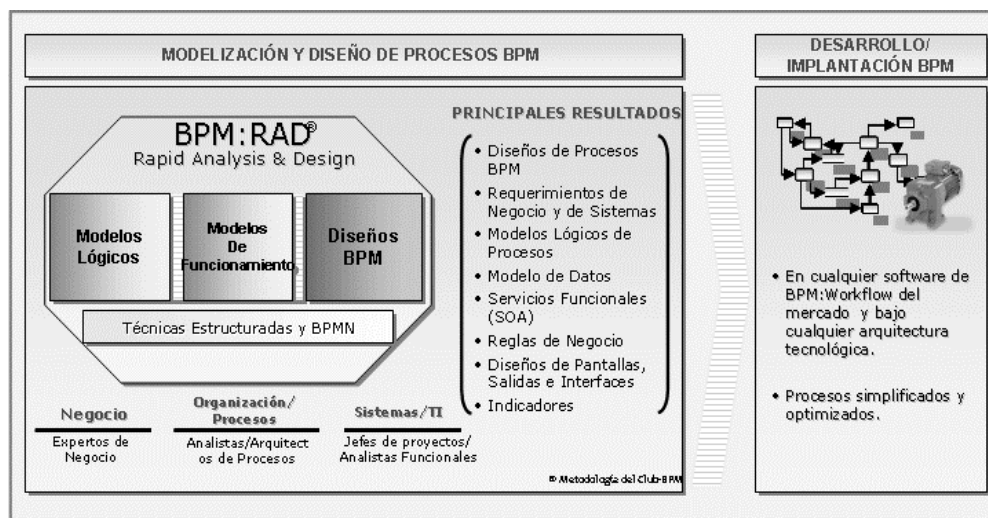 MODELIZACIÓN Y DISEÑO DE PROCESOS BPM
BPM:RAD®
Rapid Analysis & Design
Modelos
Lógicos
Modelos
De
Funcionamiento
Diseños
BPM
Técnicas Estructuradas y BPMN
Negocio
Expertos de
Negocio
Organización/
Procesos
Analistas/Arquitect
os de Procesos
Sistemas/TI
Jefes de proyectos/
Analistas Funcionales
PRINCIPALES RESULTADOS
• Diseños de Procesos
BPM
• Requerimientos de
Negocio y de Sistemas
• Modelos Lógicos de
Procesos
• Modelo de Datos
• Servicios Funcionales
(SOA)
• Reglas de Negocio
• Diseños de Pantallas,
Salidas e Interfaces
• Indicadores
® Metodología del Club-BPM
DESARROLLO/
IMPLANTACIÓN BPM
• En cualquier software de
BPM:Workflow del
mercado y bajo
cualquier arquitectura
tecnológica.
• Procesos simplificados y
optimizados.